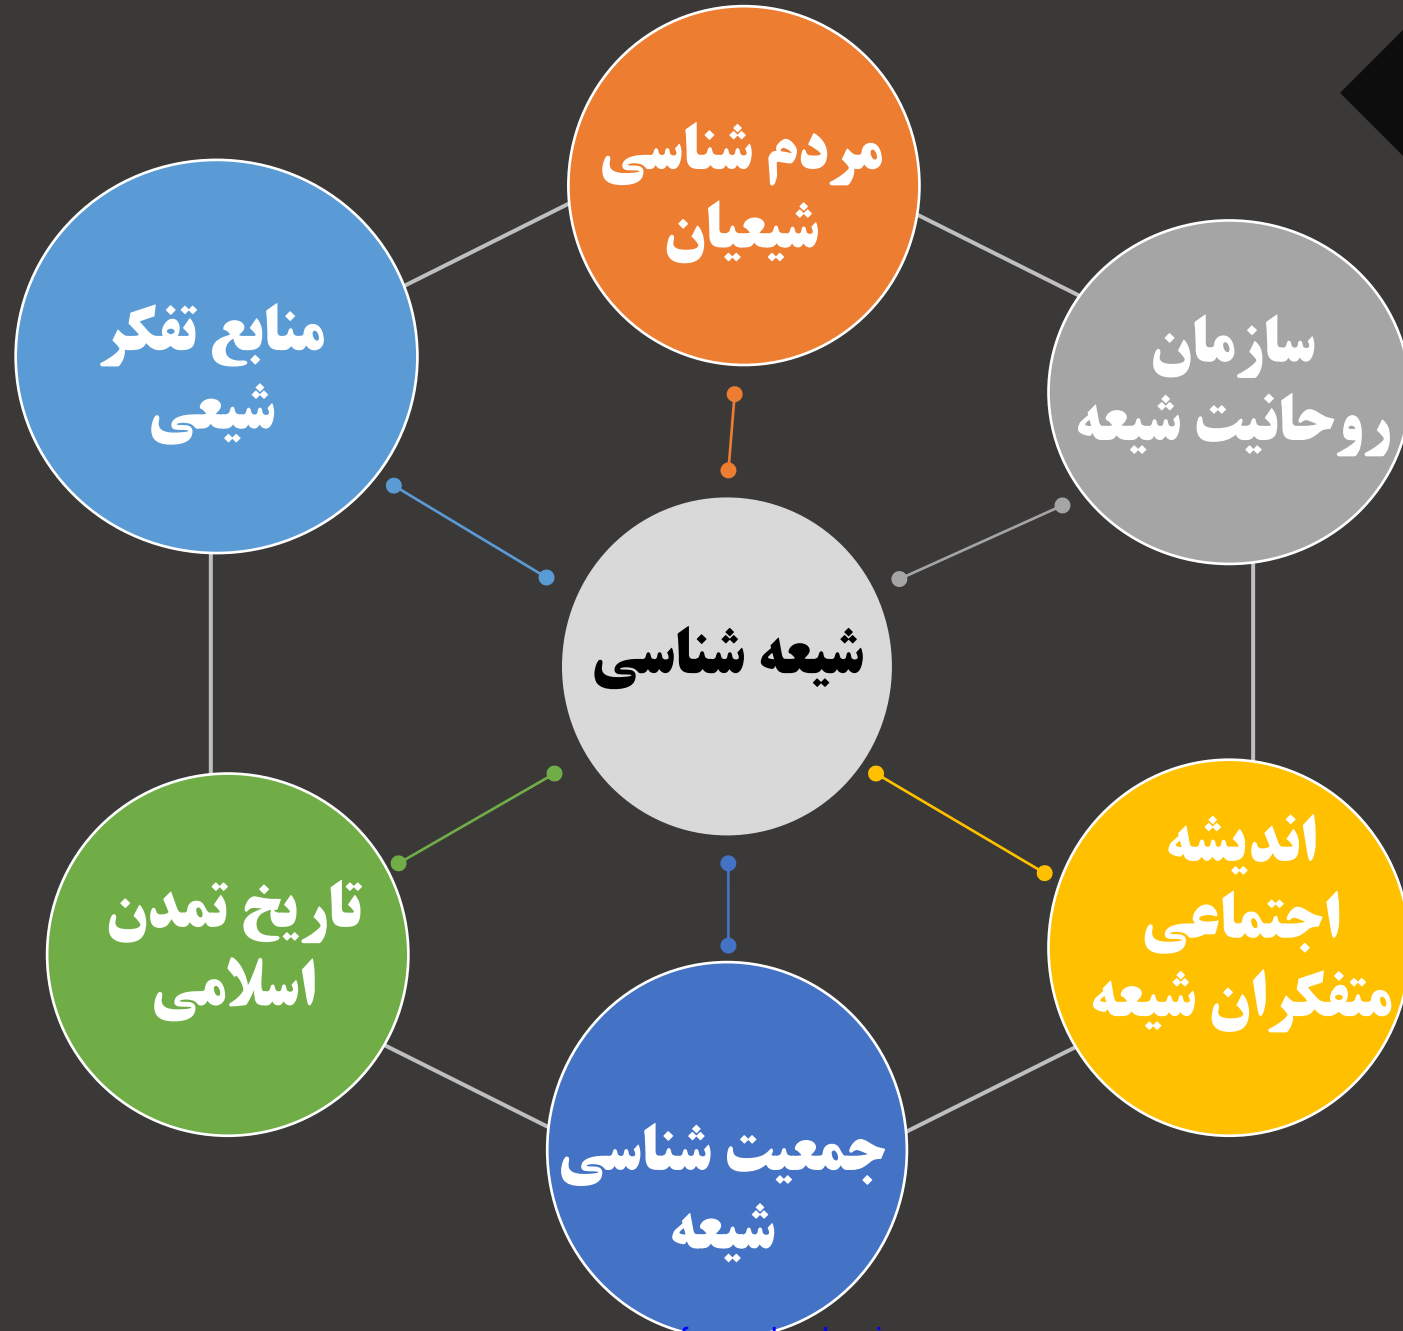 مردم شناسی
شیعیان
سازمان
روحانیت شیعه
منابع تفکر
شیعی
شیعه شناسی
اندیشه
اجتماعی
متفکران شیعه
تاریخ تمدن
اسلامی
جمعیت شناسی
شیعه